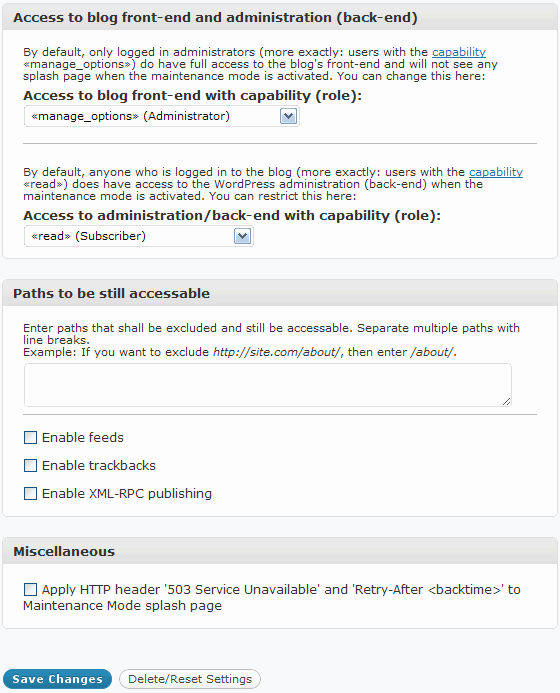 Access to blog front-end and administration (back-end)
By default, only logged in administrators (more exactly: users with the capability
«manage_options») do have full access to the blog's front-end and will not see any
splash page when the maintenance mode is activated. You can change this here:
Access to blog front-end with capability (role):
«manage_options» (Administrator)
By default, anyone who is logged in to the blog (more exactly: users with the capability
«read») does have access to the WordPress administration (back-end) when the
maintenance mode is activated. You can restrict this here:
Access to administration/back-end with capability (role):
«read» (Subscriber)
Paths to be still accessable
Enter paths that shall be excluded and still be accessable. Separate multiple paths with
line breaks.
Example: If you want to exclude http://site.com/about/, then enter /about/.
Enable feeds
Enable trackbacks
Enable XML-RPC publishing
Miscellaneous
Apply HTTP header '503 Service Unavailable' and 'Retry-After <backtime>' to
Maintenance Mode splash page
Save Changes
Delete/Reset Settings